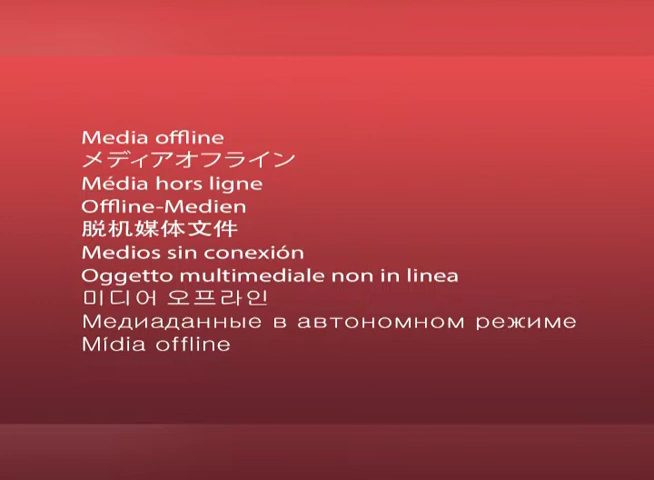 Media offline
メディアオフライン
Média hors ligne
Offline-Medien
脱机媒体文件
Medios sin conexión
Oggetto multimediale non in linea
미디어 오프라인
Медиаданные в автономном режиме
Mídia offline